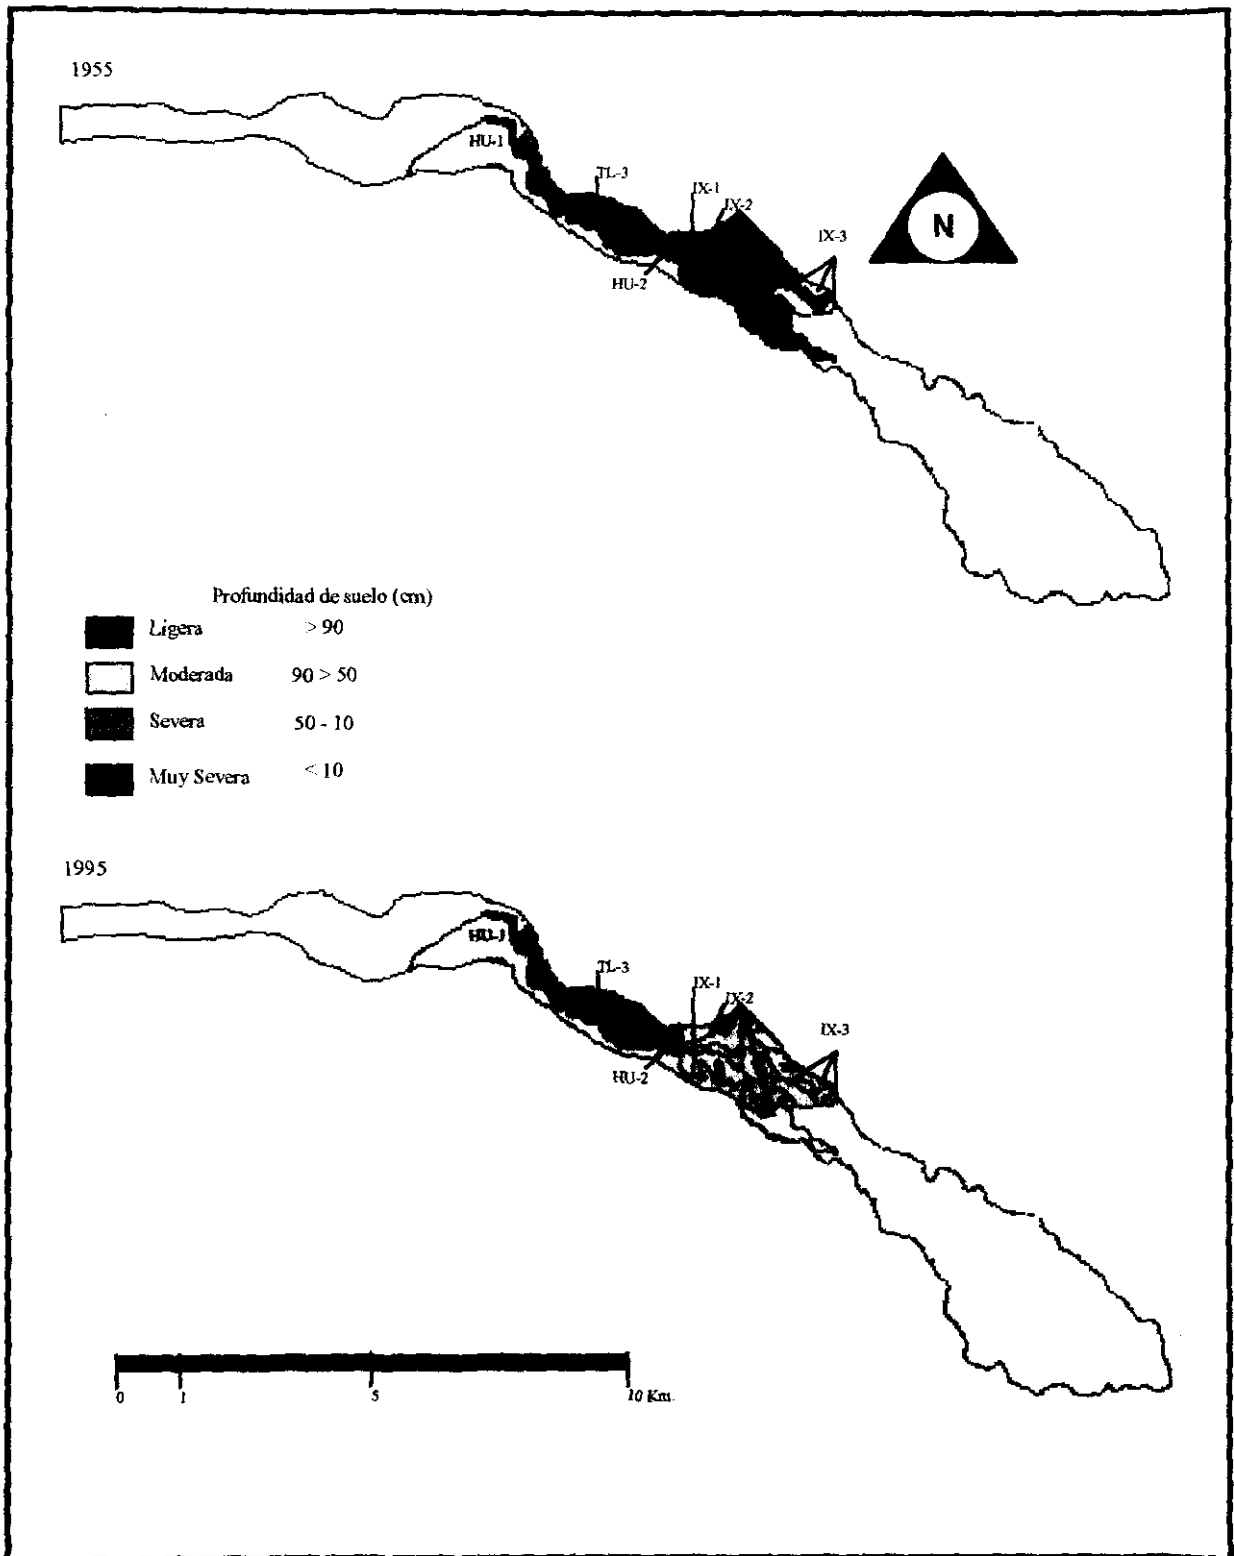 1955
HU-1
TL-3
IX-1
IX-2
IX-3
N
HU-2
Profundidad de suelo (cm)
Ligera > 90
Moderada 90 > 50
Severa 50 - 10
Muy Severa < 10
1995
HU-1
TL-3
IX-1
IX-2
IX-3
HU-2
0 1 5 10 Km.